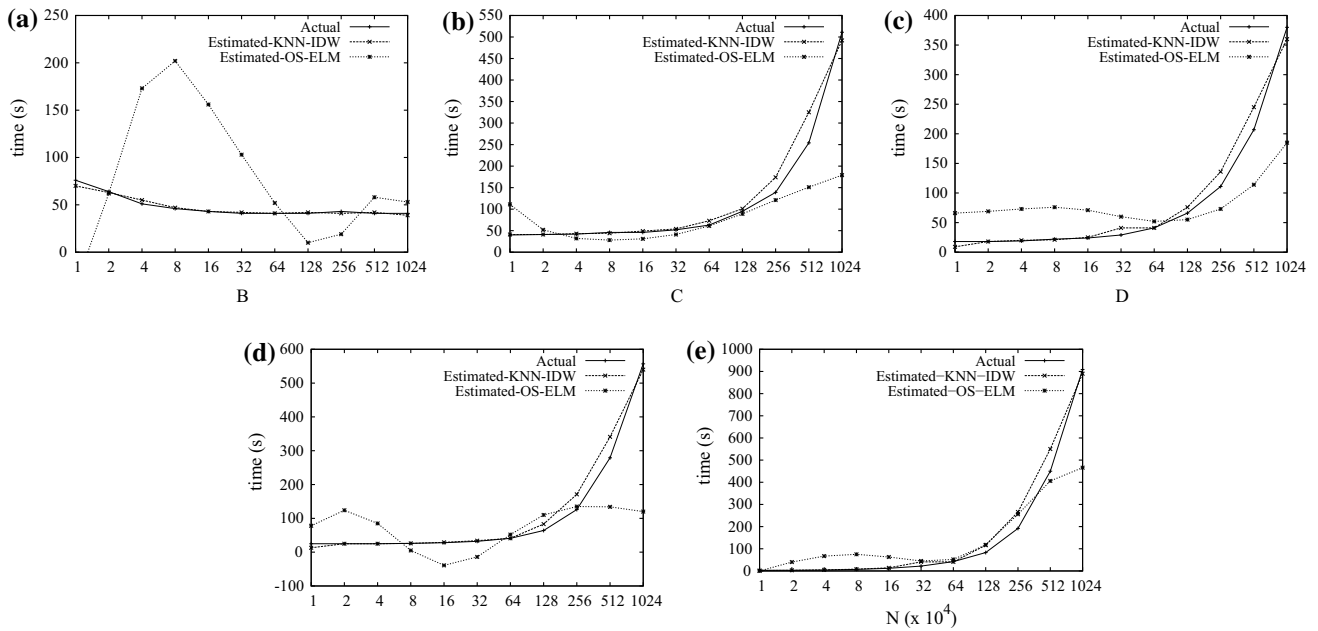 (a)
Actual
Estimated-KNN-IDW
Estimated-OS-ELM
time (s)
250
200
150
100
50
0
1 2 4 8 16 32 64 128 256 512 1024
B
(b)
Actual
Estimated-KNN-IDW
Estimated-OS-ELM
time (s)
550
500
450
400
350
300
250
200
150
100
50
0
1 2 4 8 16 32 64 128 256 512 1024
C
(c)
Actual
Estimated-KNN-IDW
Estimated-OS-ELM
time (s)
400
350
300
250
200
150
100
50
0
1 2 4 8 16 32 64 128 256 512 1024
D
(d)
Actual
Estimated-KNN-IDW
Estimated-OS-ELM
time (s)
600
500
400
300
200
100
0
-100
1 2 4 8 16 32 64 128 256 512 1024
(e)
Actual
Estimated−KNN−IDW
Estimated−OS−ELM
time (s)
1000
900
800
700
600
500
400
300
200
100
0
1 2 4 8 16 32 64 128 256 512 1024
N (x 10⁴)